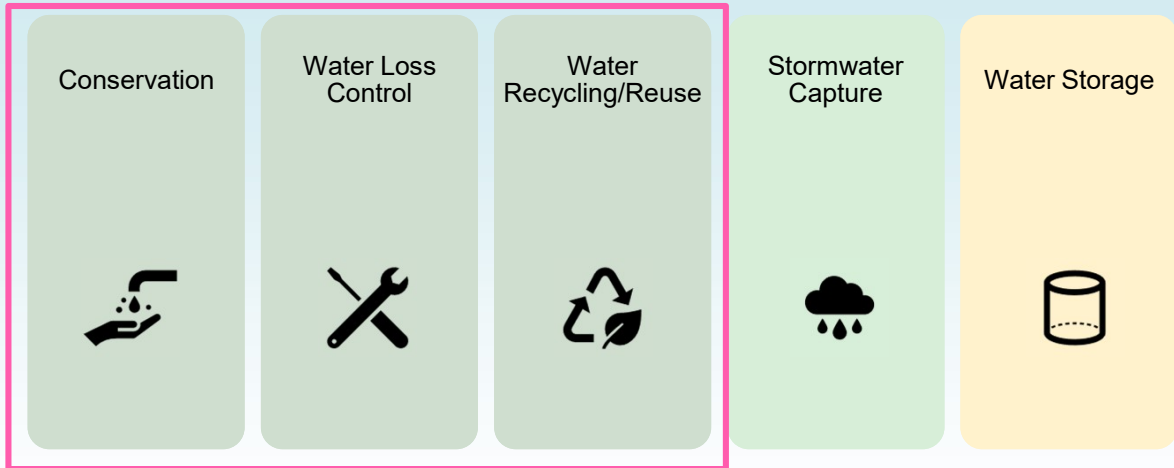 Conservation
Water Loss
Control
Water
Recycling/Reuse
Stormwater
Capture
Water Storage